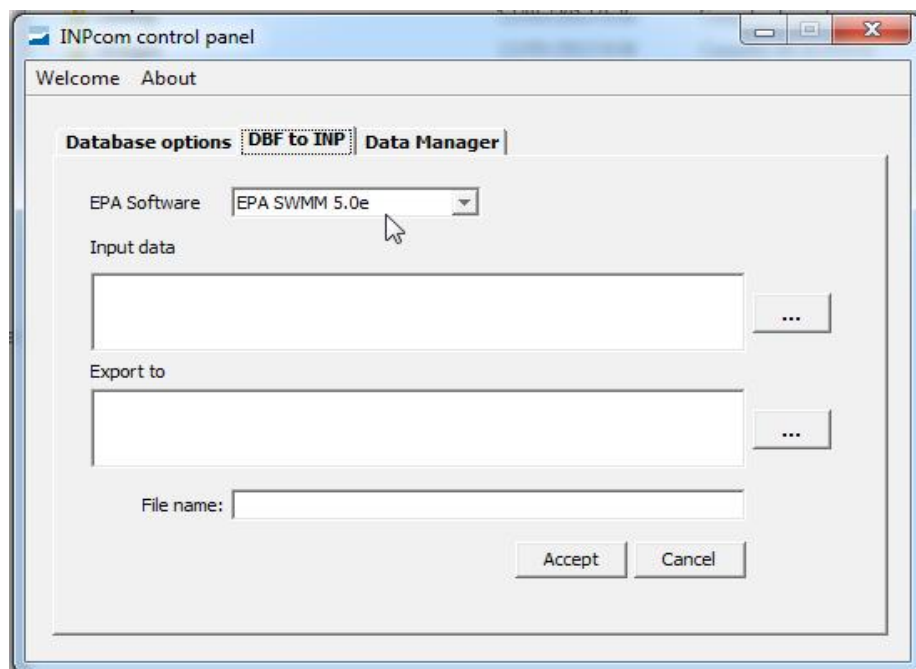 INPcom control panel
Welcome About
Database options DBF to INP Data Manager
EPA Software EPA SWMM 5.0e
Input data
...
Export to
...
File name:
Accept Cancel